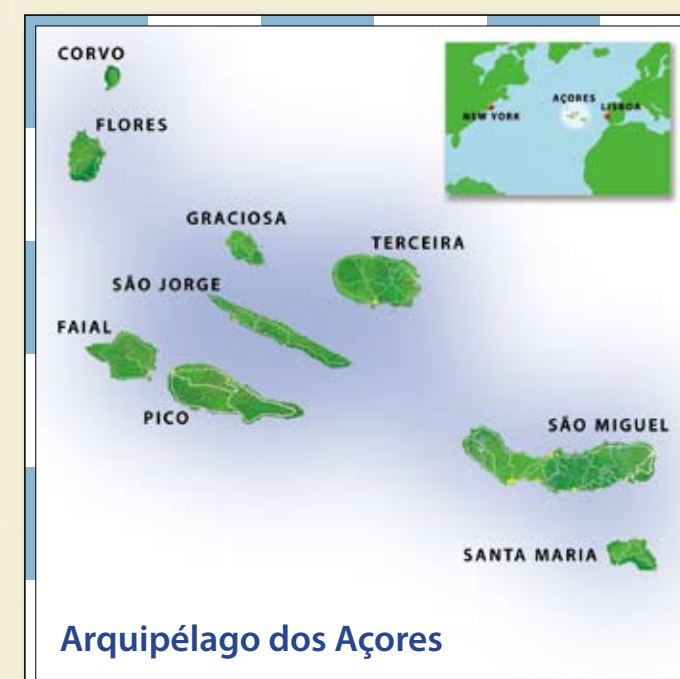 CORVO
FLORES
AÇORES
LISBOA
NEW YORK
GRACIOSA
TERCEIRA
SÃO JORGE
FAIAL
PICO
SÃO MIGUEL
SANTA MARIA
Arquipélago dos Açores